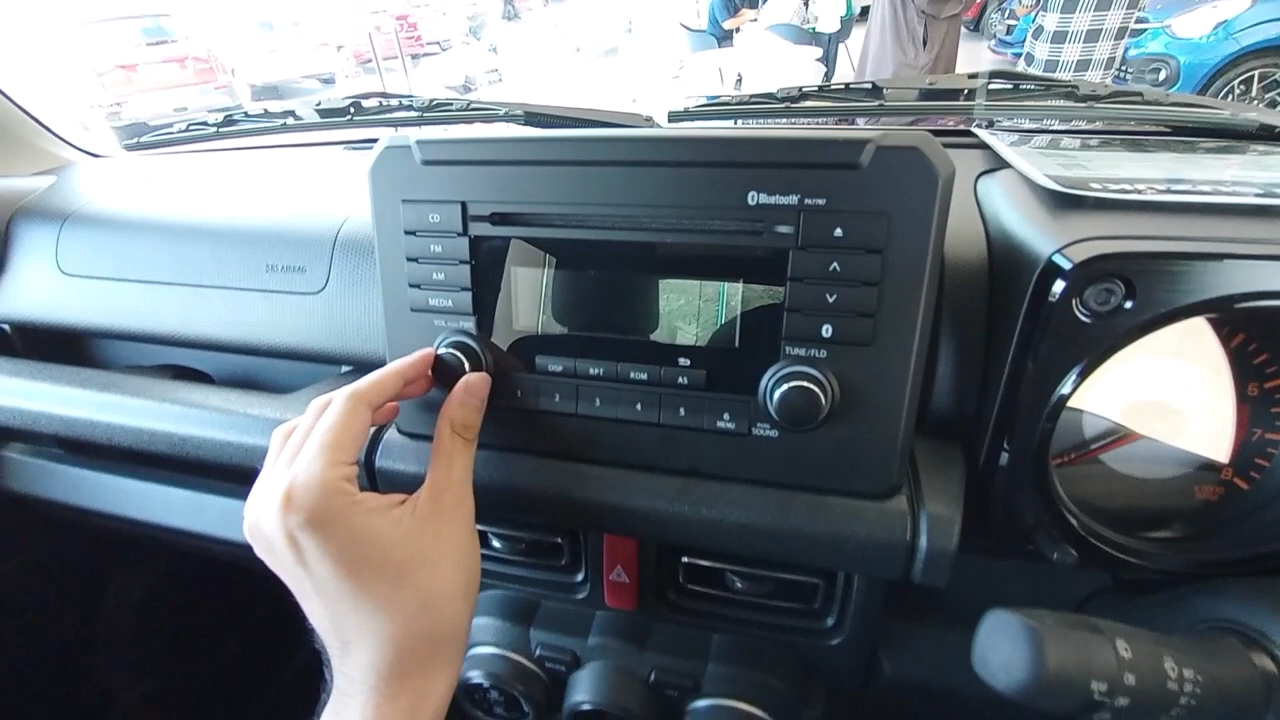 SRS AIRBAG
Bluetooth®
CD
FM
AM
MEDIA
VOL PUSH PWR
DISP
RPT
RDM
AS
1
2
3
4
5
6
MENU
TUNE/FLD
PUSH
SOUND
6
7
8